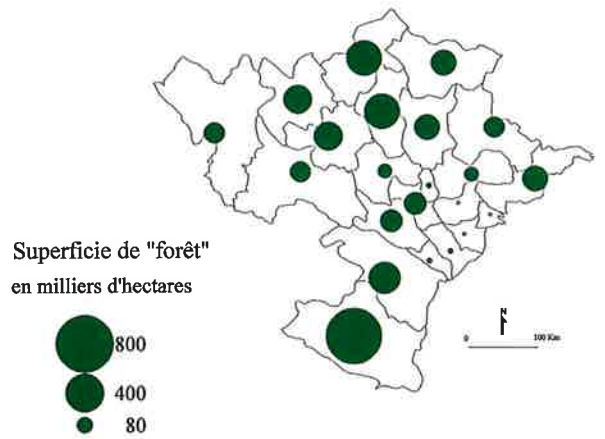 Superficie de "forêt"
en milliers d'hectares
800
400
80
N
0 100 Km